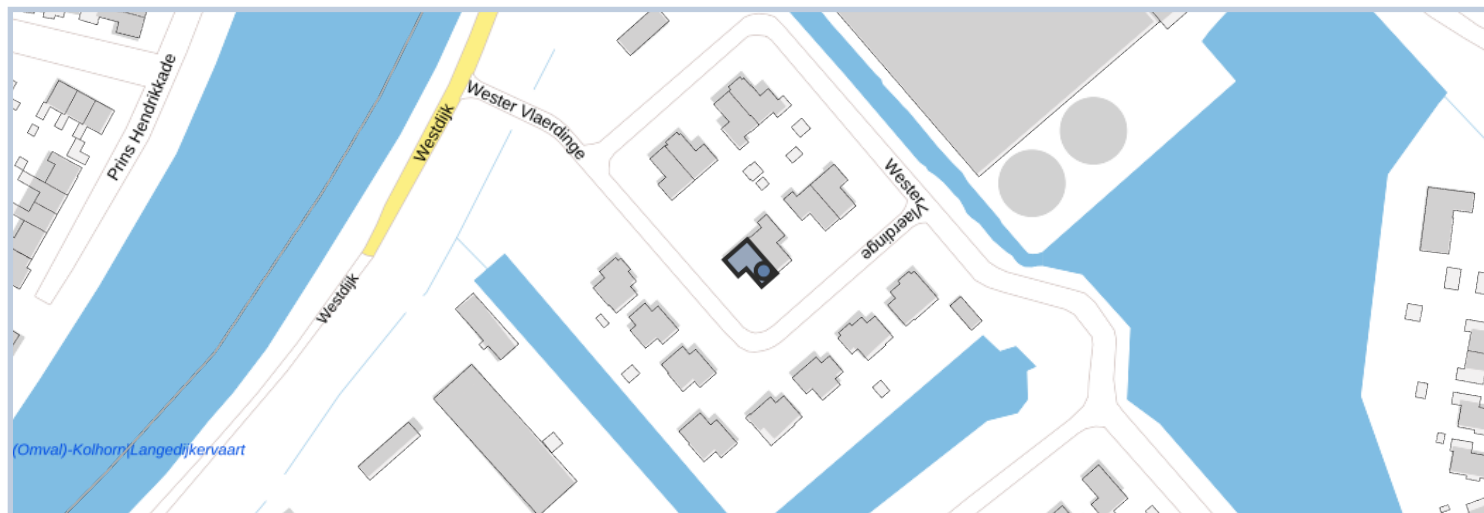 Prins Hendrikkade
Westdijk
Wester Vlaerdinge
Wester
Vlaerdinge
Westdijk
(Omval)-Kolhorn|Langedijkervaart